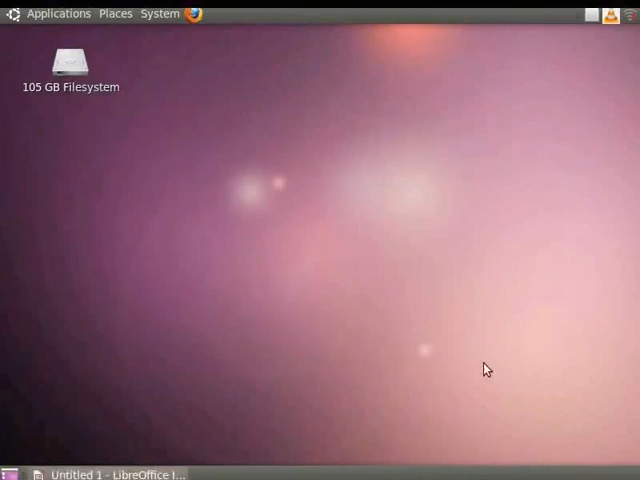 Applications Places System
105 GB Filesystem
Untitled 1 - LibreOffice I...